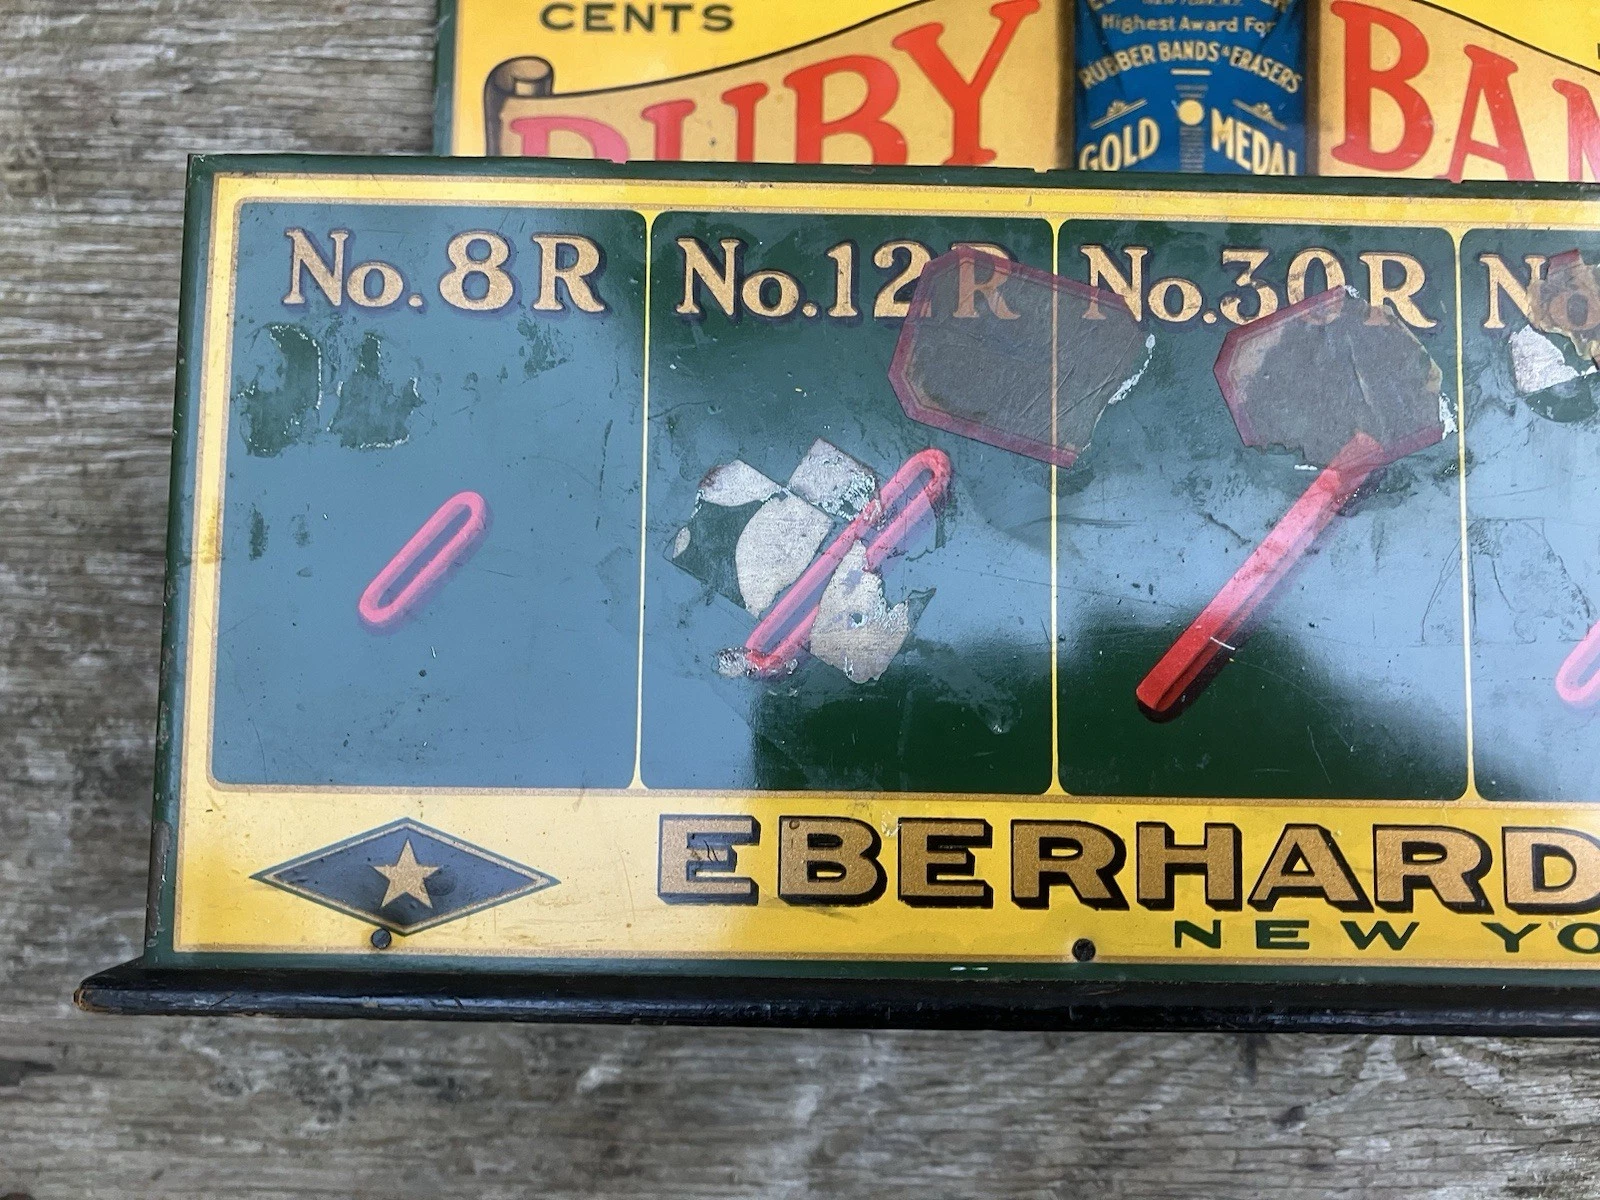 CENTS
RUBY BAN
Highest Award For
RUBBER BANDS & ERASERS
GOLD MEDAL
No. 8 R
No. 12 R
No. 30 R
No.
EBERHARD
NEW YO